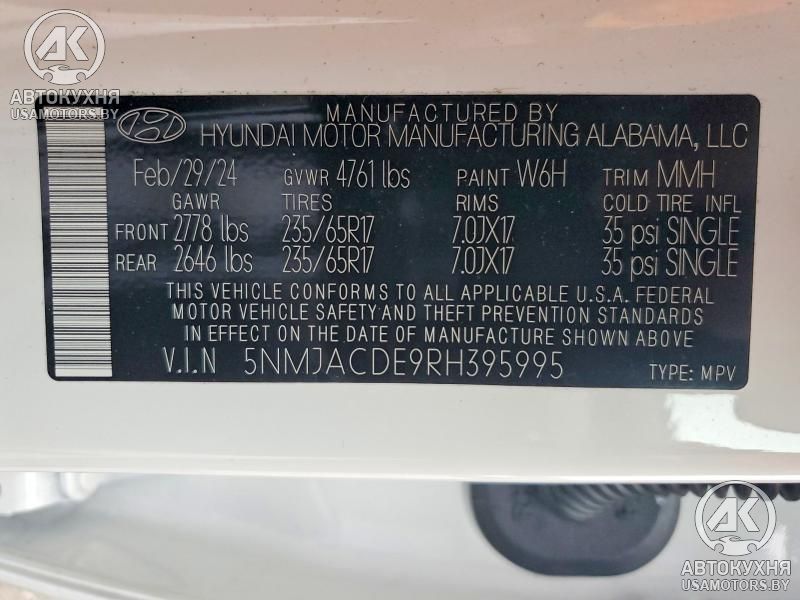 АК
АВТОКУХНЯ
USAMOTORS.BY
MANUFACTURED BY
HYUNDAI MOTOR MANUFACTURING ALABAMA, LLC
Feb/29/24 GVWR 4761 lbs PAINT W6H TRIM MMH
GAWR TIRES RIMS COLD TIRE INFL
FRONT 2778 lbs 235/65R17 7.0JX17 35 psi SINGLE
REAR 2646 lbs 235/65R17 7.0JX17 35 psi SINGLE
THIS VEHICLE CONFORMS TO ALL APPLICABLE U.S.A. FEDERAL
MOTOR VEHICLE SAFETY AND THEFT PREVENTION STANDARDS
IN EFFECT ON THE DATE OF MANUFACTURE SHOWN ABOVE
V.I.N 5NMJACDE9RH395995 TYPE: MPV
АК
АВТОКУХНЯ
USAMOTORS.BY